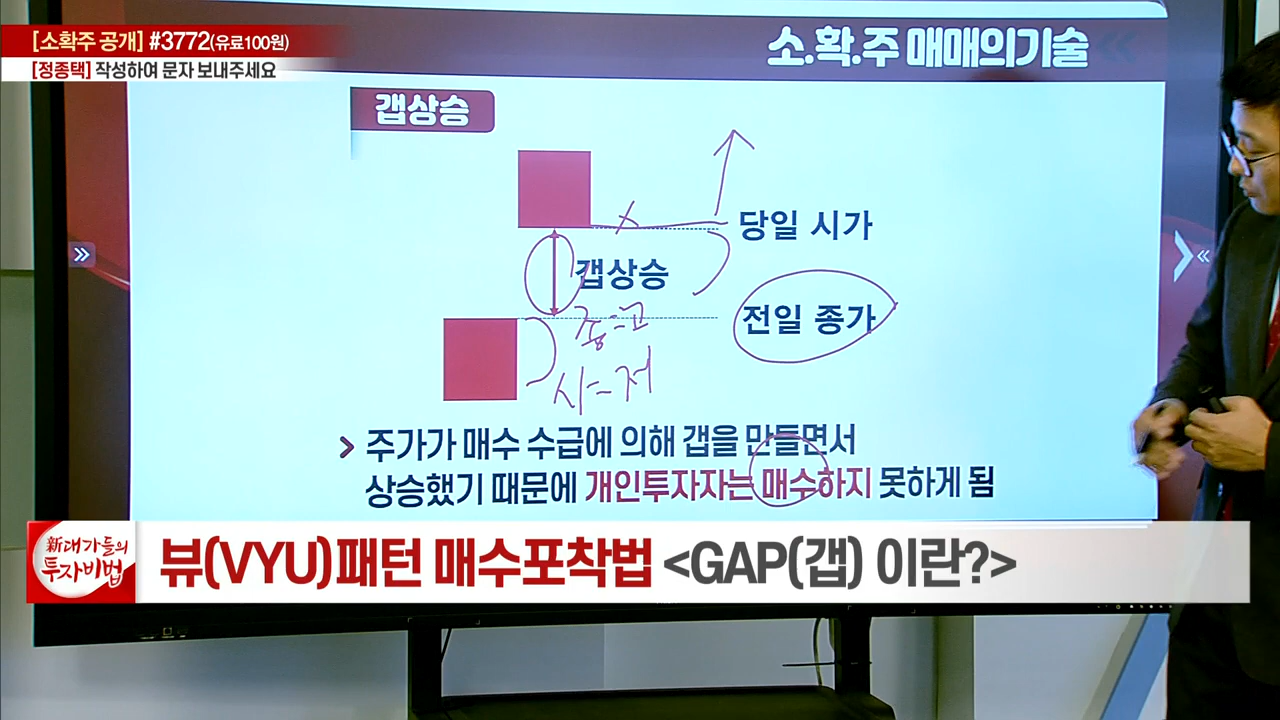 [소확주 공개] #3772(유료100원)
[정종택] 작성하여 문자 보내주세요
소.확.주 매매의기술
갭상승
당일 시가
갭상승
전일 종가
종=고
시=저
주가가 매수 수급에 의해 갭을 만들면서
상승했기 때문에 개인투자자는 매수하지 못하게 됨
新대가들의
투자비법
뷰(VYU)패턴 매수포착법 <GAP(갭) 이란?>